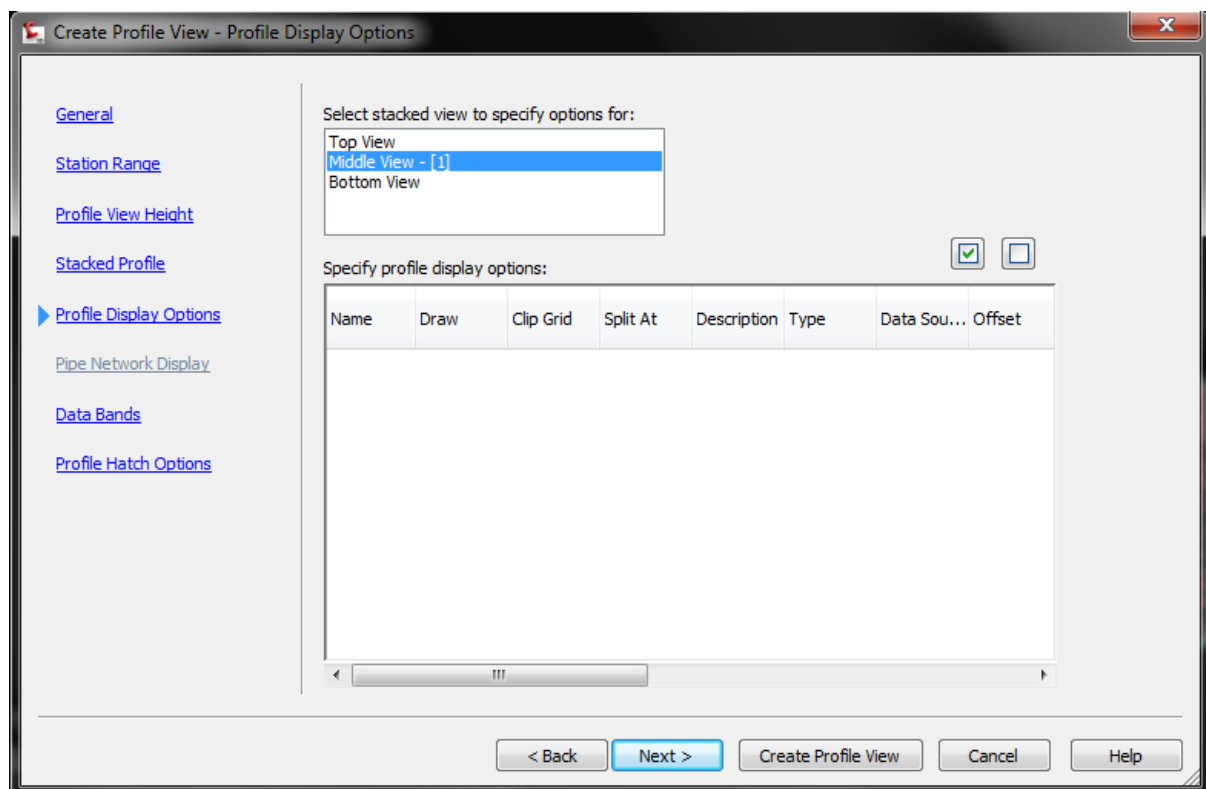 Create Profile View - Profile Display Options
General
Station Range
Profile View Height
Stacked Profile
Profile Display Options
Pipe Network Display
Data Bands
Profile Hatch Options
Select stacked view to specify options for:
Top View
Middle View - [1]
Bottom View
Specify profile display options:
Name Draw Clip Grid Split At Description Type Data Sou... Offset
< Back Next > Create Profile View Cancel Help